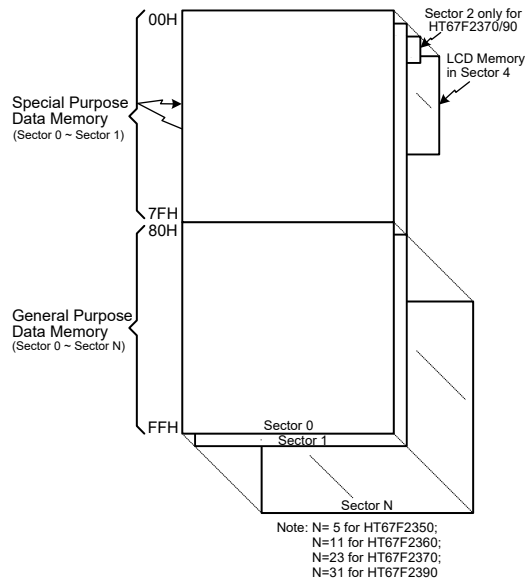 00H
Sector 2 only for
HT67F2370/90
LCD Memory
in Sector 4
Special Purpose
Data Memory
(Sector 0 ~ Sector 1)
7FH
80H
General Purpose
Data Memory
(Sector 0 ~ Sector N)
FFH
Sector 0
Sector 1
Sector N
Note: N= 5 for HT67F2350;
N=11 for HT67F2360;
N=23 for HT67F2370;
N=31 for HT67F2390